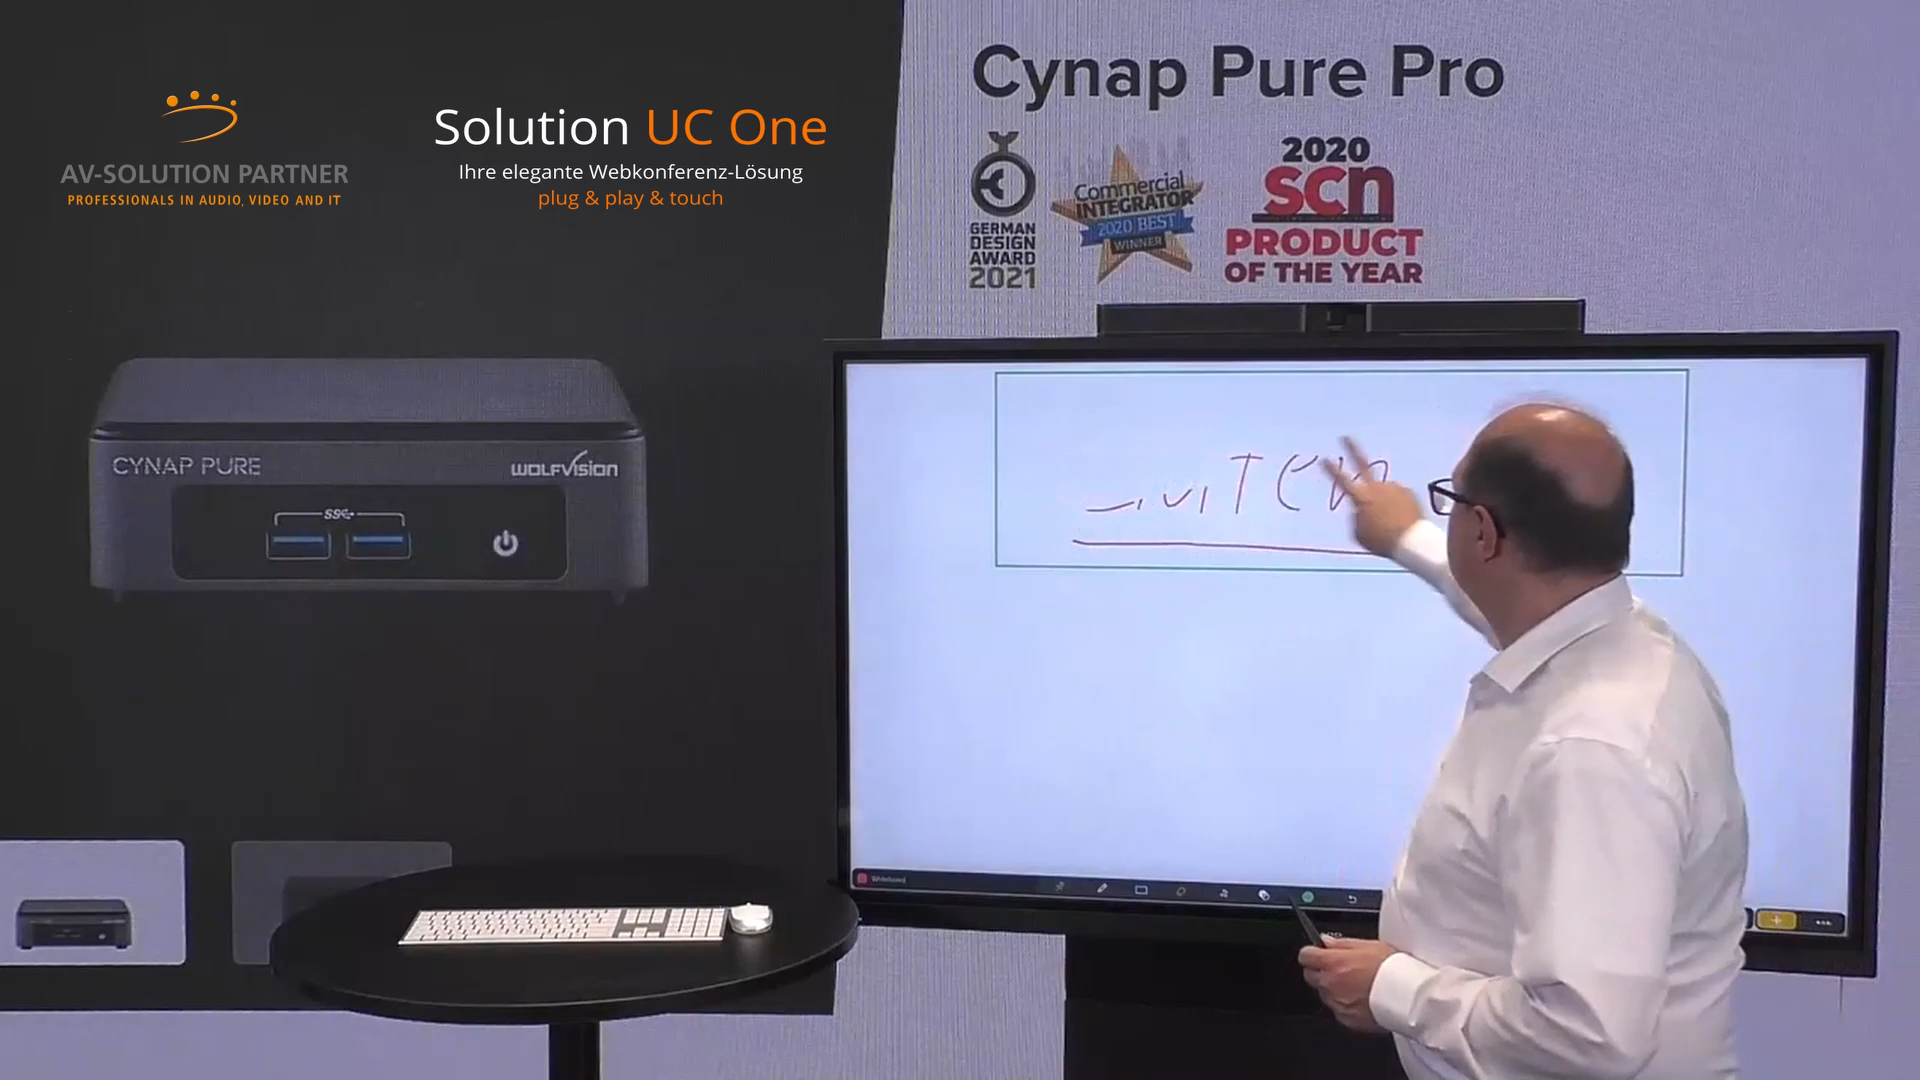 AV-SOLUTION PARTNER
PROFESSIONALS IN AUDIO, VIDEO AND IT
Solution UC One
Ihre elegante Webkonferenz-Lösung
plug & play & touch
Cynap Pure Pro
GERMAN
DESIGN
AWARD
2021
Commercial
INTEGRATOR
2020 BEST
WINNER
2020
scn
PRODUCT
OF THE YEAR
CYNAP PURE
WOLFVISION
SS
Whiteboard